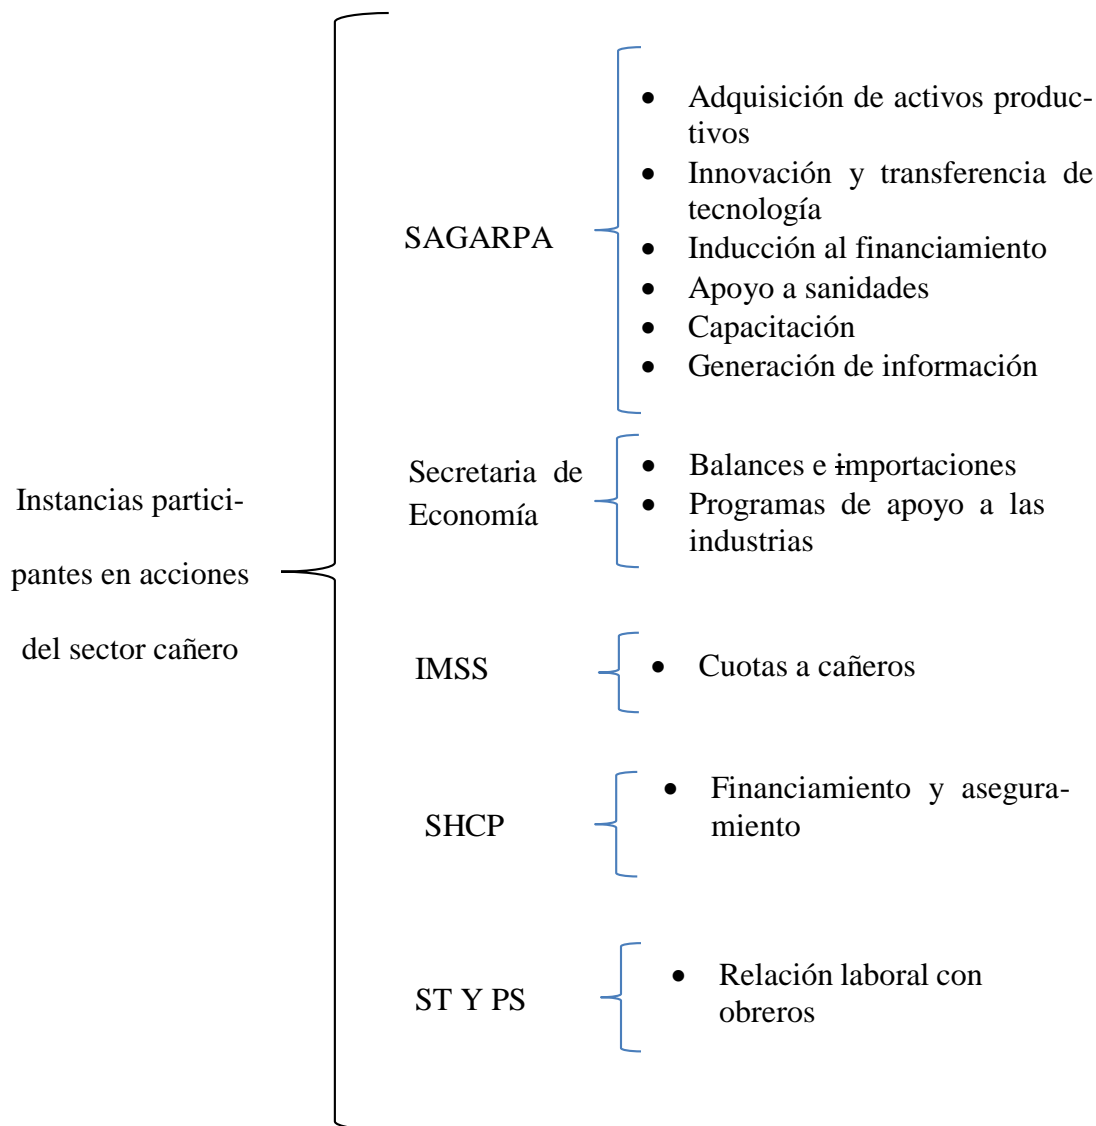 Instancias partici-
pantes en acciones
del sector cañero
SAGARPA
• Adquisición de activos produc-
tivos
• Innovación y transferencia de
tecnología
• Inducción al financiamiento
• Apoyo a sanidades
• Capacitación
• Generación de información
Secretaria de
Economía
• Balances e importaciones
• Programas de apoyo a las
industrias
IMSS
• Cuotas a cañeros
SHCP
• Financiamiento y asegura-
miento
ST Y PS
• Relación laboral con
obreros